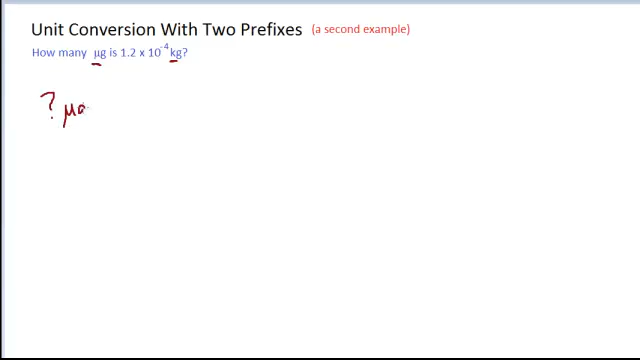 Unit Conversion With Two Prefixes (a second example)
How many μg is 1.2 x 10⁻⁴ kg?
? μg